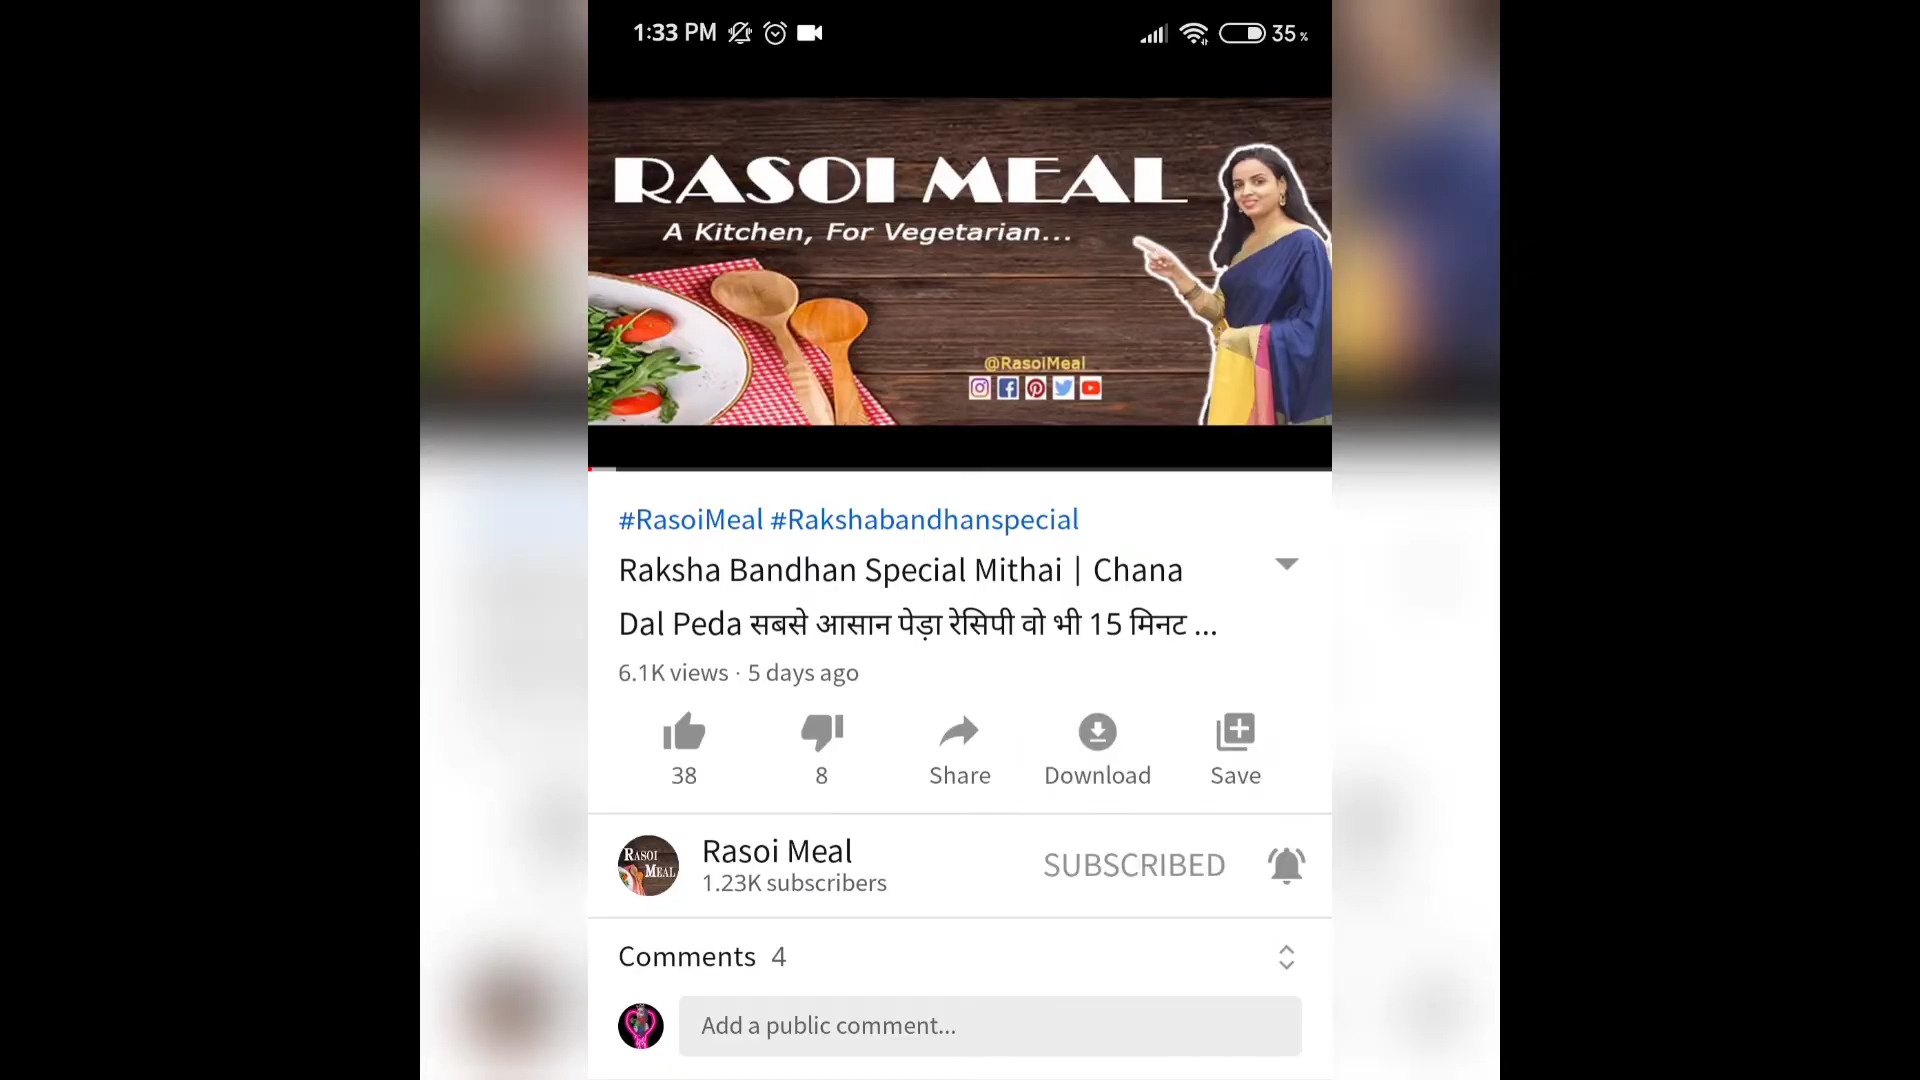 1:33 PM 35%
RASOI MEAL
A Kitchen, For Vegetarian...
@RasoiMeal
#RasoiMeal #Rakshabandhanspecial
Raksha Bandhan Special Mithai | Chana
Dal Peda सबसे आसान पेड़ा रेसिपी वो भी 15 मिनट ...
6.1K views · 5 days ago
38 8 Share Download Save
RASOI
MEAL
Rasoi Meal
SUBSCRIBED
1.23K subscribers
Comments 4
Add a public comment...